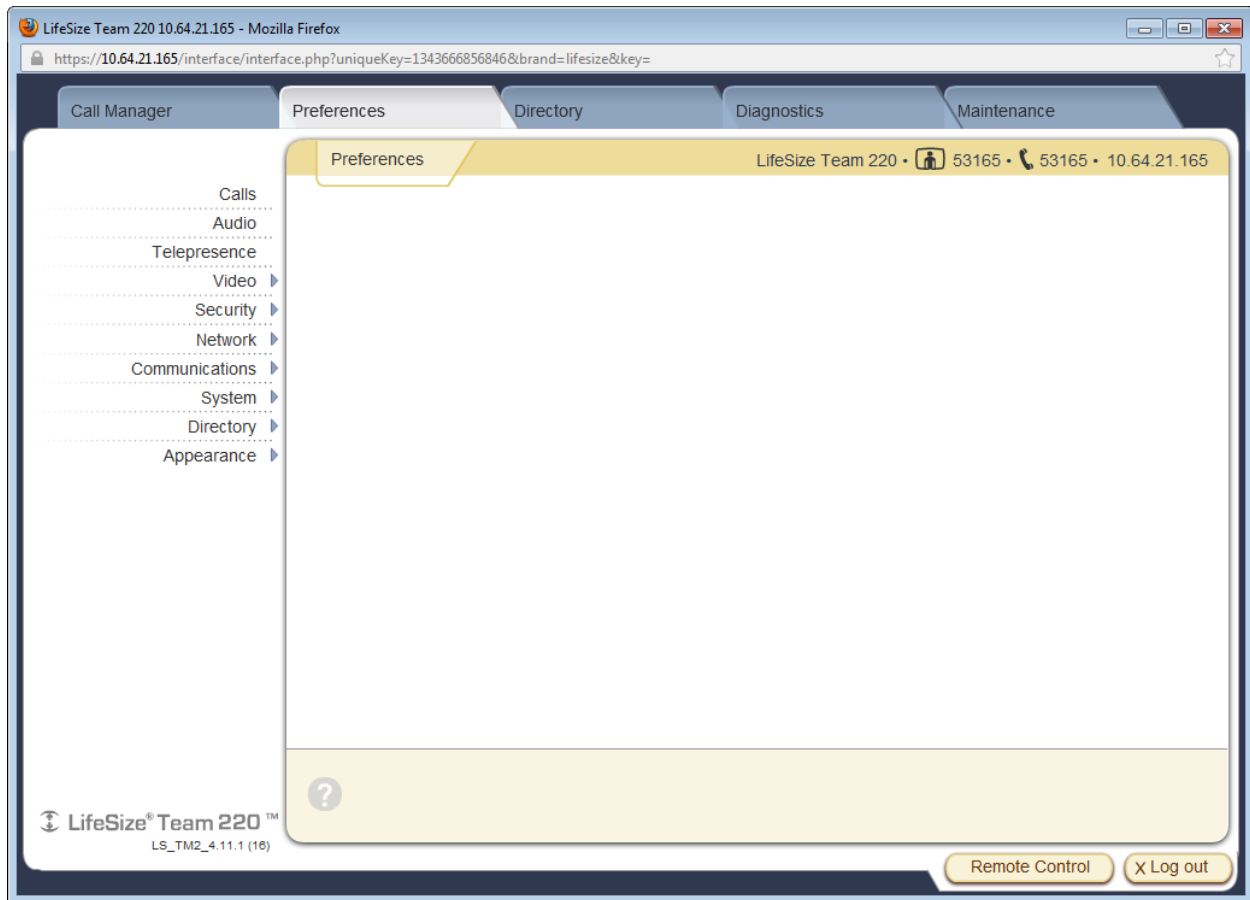 LifeSize Team 220 10.64.21.165 - Mozilla Firefox
https://10.64.21.165/interface/interface.php?uniqueKey=1343666856846&brand=lifesize&key=
Call Manager Preferences Directory Diagnostics Maintenance
Preferences LifeSize Team 220 • 53165 • 53165 • 10.64.21.165
Calls
Audio
Telepresence
Video
Security
Network
Communications
System
Directory
Appearance
?
LifeSize® Team 220 ™
LS_TM2_4.11.1 (16)
Remote Control X Log out